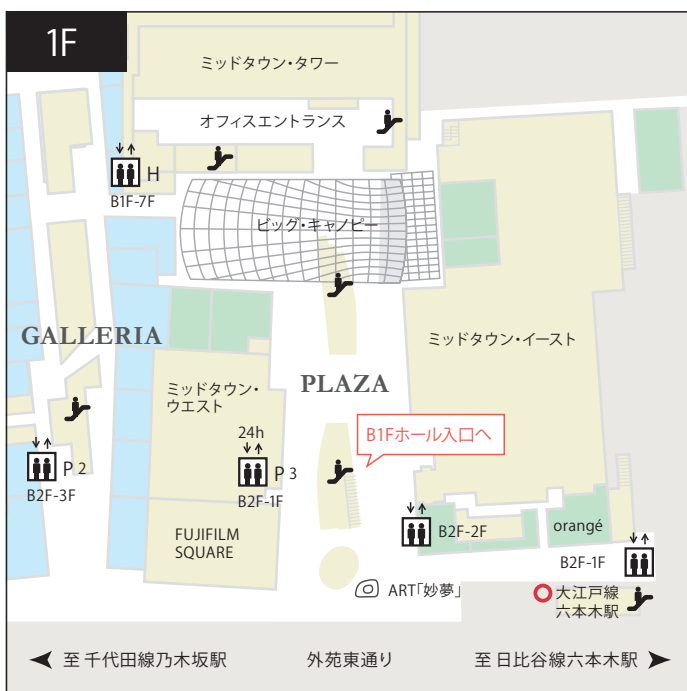 1F
ミッドタウン・タワー
オフィスエントランス
H
B1F-7F
ビッグ・キャノピー
GALLERIA
ミッドタウン・イースト
ミッドタウン・
ウエスト
PLAZA
B1Fホール入口へ
24h
P 2
B2F-3F
P 3
B2F-1F
FUJIFILM
SQUARE
B2F-2F
orangé
B2F-1F
ART「妙夢」
大江戸線
六本木駅
至 千代田線乃木坂駅
外苑東通り
至 日比谷線六本木駅